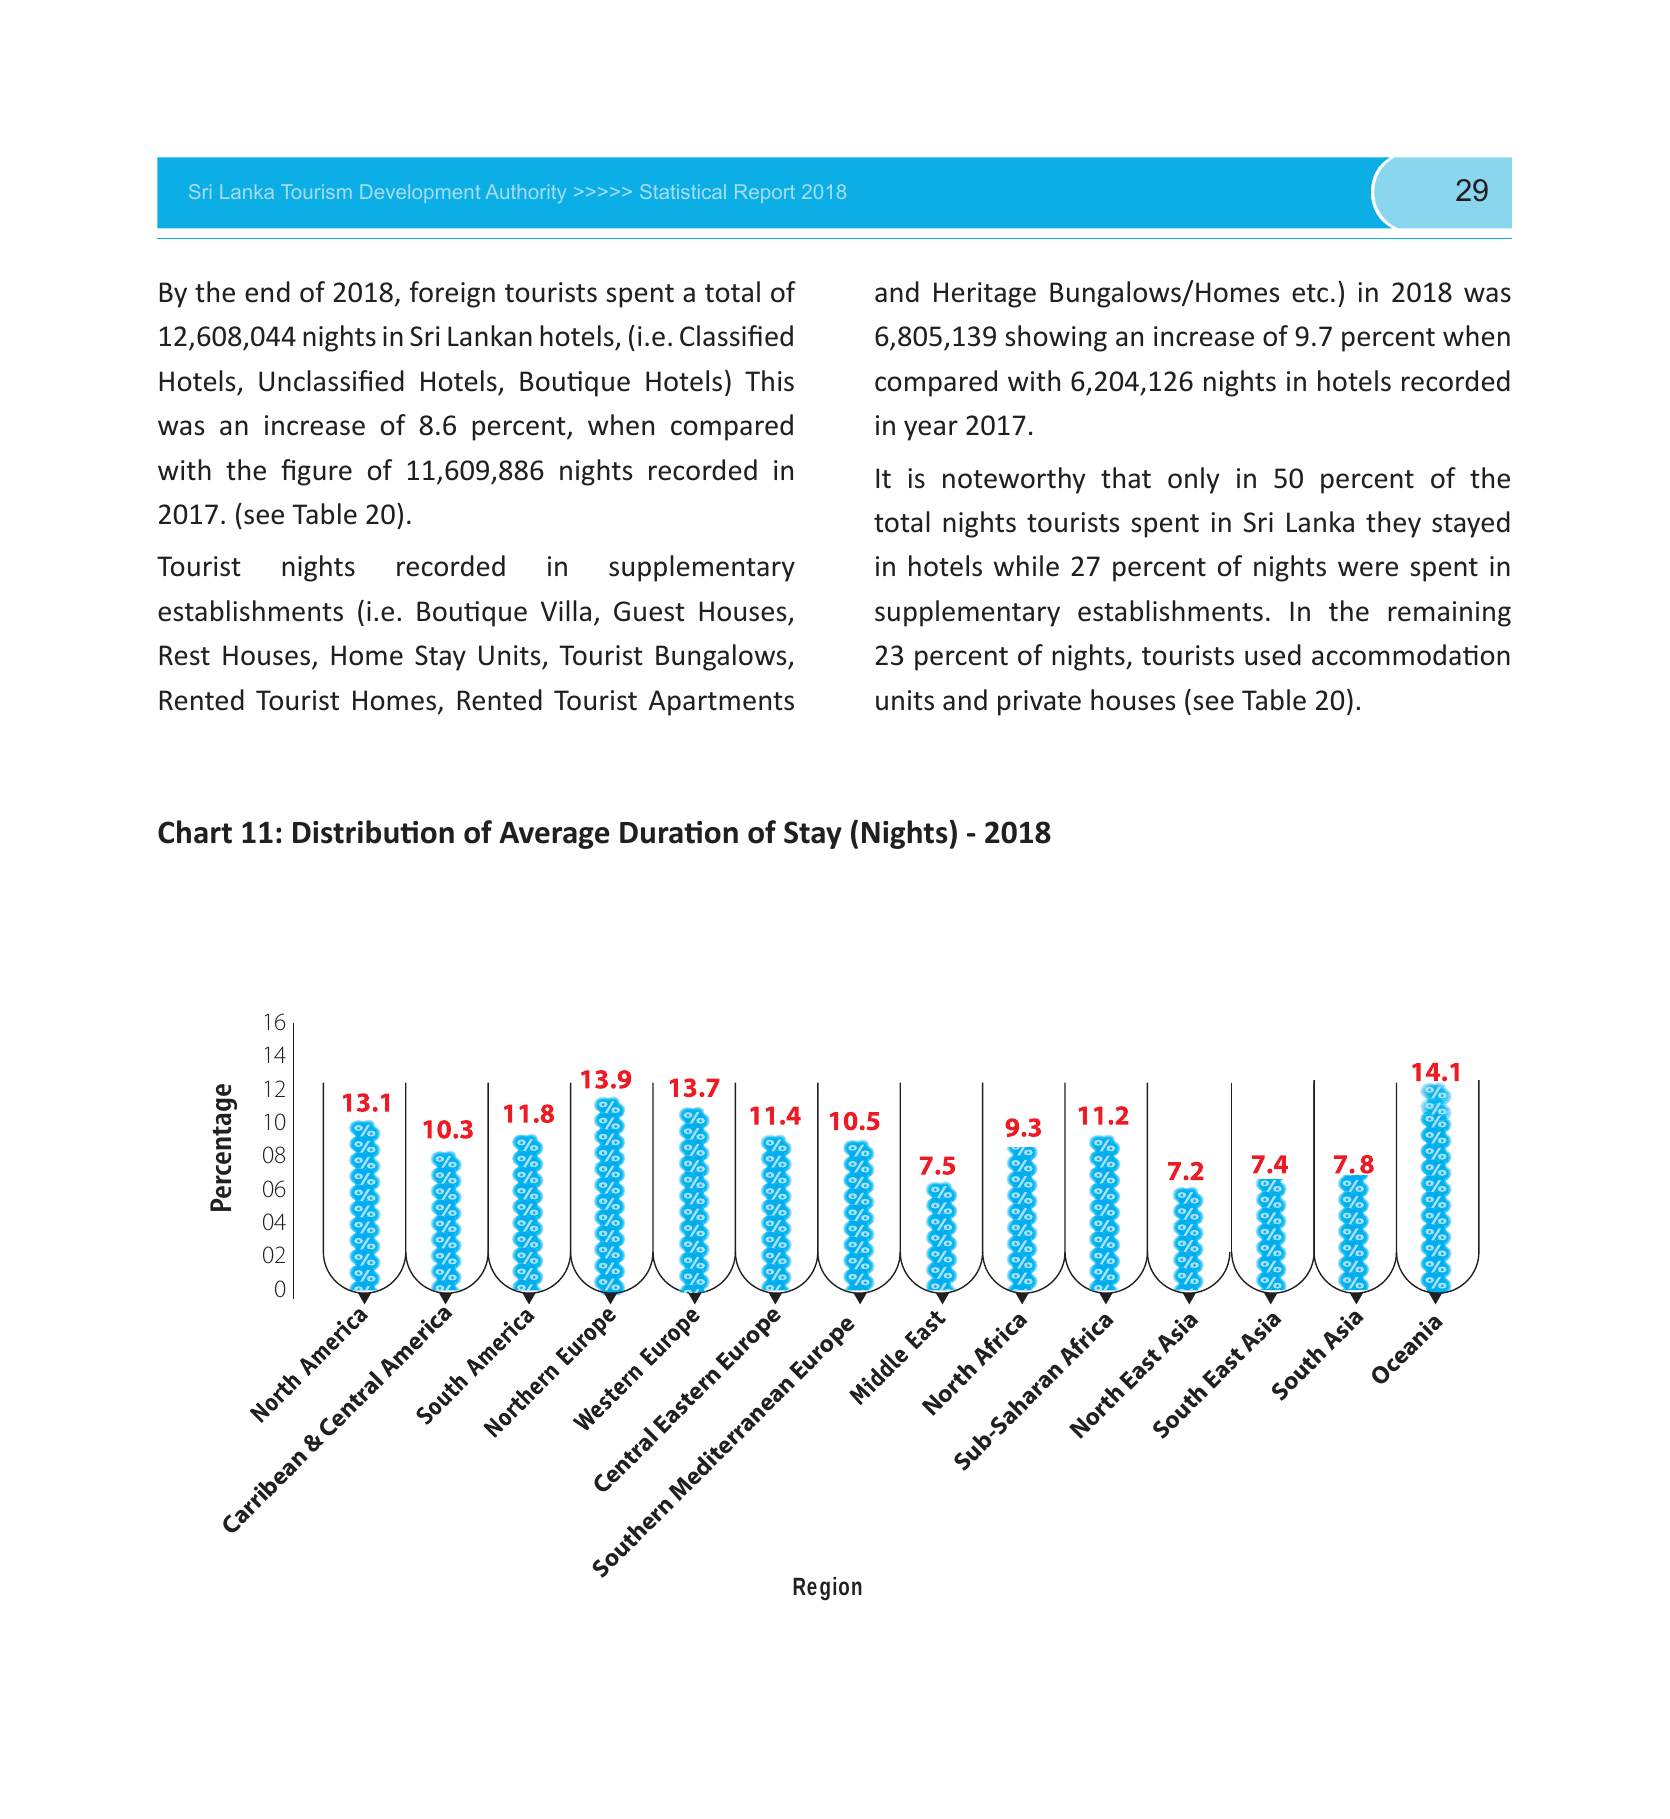 Sri Lanka Tourism Development Authority >>>>> Statistical Report 2018
29
By the end of 2018, foreign tourists spent a total of
12,608,044 nights in Sri Lankan hotels, (i.e. Classified
Hotels, Unclassified Hotels, Boutique Hotels) This
was an increase of 8.6 percent, when compared
with the figure of 11,609,886 nights recorded in
2017. (see Table 20).
Tourist nights recorded in supplementary
establishments (i.e. Boutique Villa, Guest Houses,
Rest Houses, Home Stay Units, Tourist Bungalows,
Rented Tourist Homes, Rented Tourist Apartments
and Heritage Bungalows/Homes etc.) in 2018 was
6,805,139 showing an increase of 9.7 percent when
compared with 6,204,126 nights in hotels recorded
in year 2017.
It is noteworthy that only in 50 percent of the
total nights tourists spent in Sri Lanka they stayed
in hotels while 27 percent of nights were spent in
supplementary establishments. In the remaining
23 percent of nights, tourists used accommodation
units and private houses (see Table 20).
Chart 11: Distribution of Average Duration of Stay (Nights) - 2018
Percentage
16
14
12
10
08
06
04
02
0
13.1
10.3
11.8
13.9
13.7
11.4
10.5
7.5
9.3
11.2
7.2
7.4
7.8
14.1
North America
Carribean & Central America
South America
Northern Europe
Western Europe
Central Eastern Europe
Southern Mediterranean Europe
Middle East
North Africa
Sub-Saharan Africa
North East Asia
South East Asia
South Asia
Oceania
Region